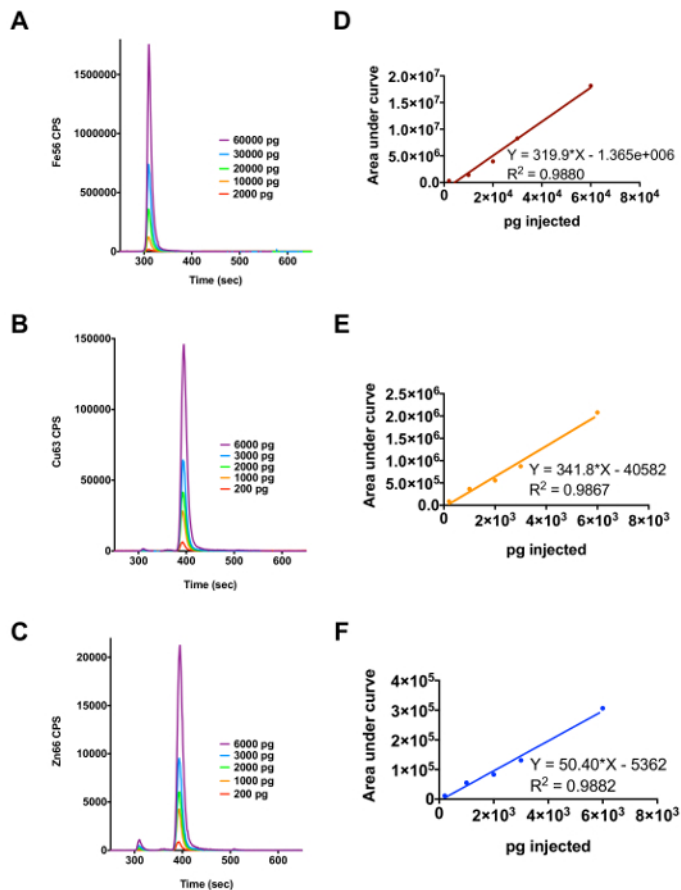 A
Fe56 CPS
1500000
1000000
500000
0
300
400
500
600
Time (sec)
60000 pg
30000 pg
20000 pg
10000 pg
2000 pg
D
Area under curve
2.0×10⁷
1.5×10⁷
1.0×10⁷
5.0×10⁶
0.0
0
2×10⁴
4×10⁴
6×10⁴
8×10⁴
pg injected
Y = 319.9*X - 1.365e+006
R² = 0.9880
B
Cu63 CPS
150000
100000
50000
0
300
400
500
600
Time (sec)
6000 pg
3000 pg
2000 pg
1000 pg
200 pg
E
Area under curve
2.5×10⁶
2.0×10⁶
1.5×10⁶
1.0×10⁶
5.0×10⁵
0.0
0
2×10³
4×10³
6×10³
8×10³
pg injected
Y = 341.8*X - 40582
R² = 0.9867
C
Zn66 CPS
20000
15000
10000
5000
0
300
400
500
600
Time (sec)
6000 pg
3000 pg
2000 pg
1000 pg
200 pg
F
Area under curve
4×10⁵
3×10⁵
2×10⁵
1×10⁵
0
0
2×10³
4×10³
6×10³
8×10³
pg injected
Y = 50.40*X - 5362
R² = 0.9882